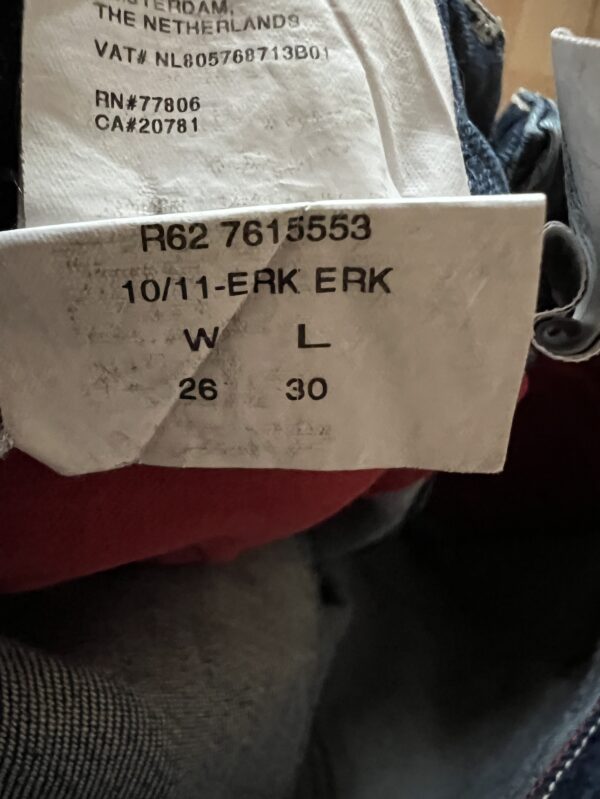 THE NETHERLANDS
VAT# NL805768713B01
RN#77806
CA#20781
R62 7615553
10/11-ERK ERK
W L
26 30